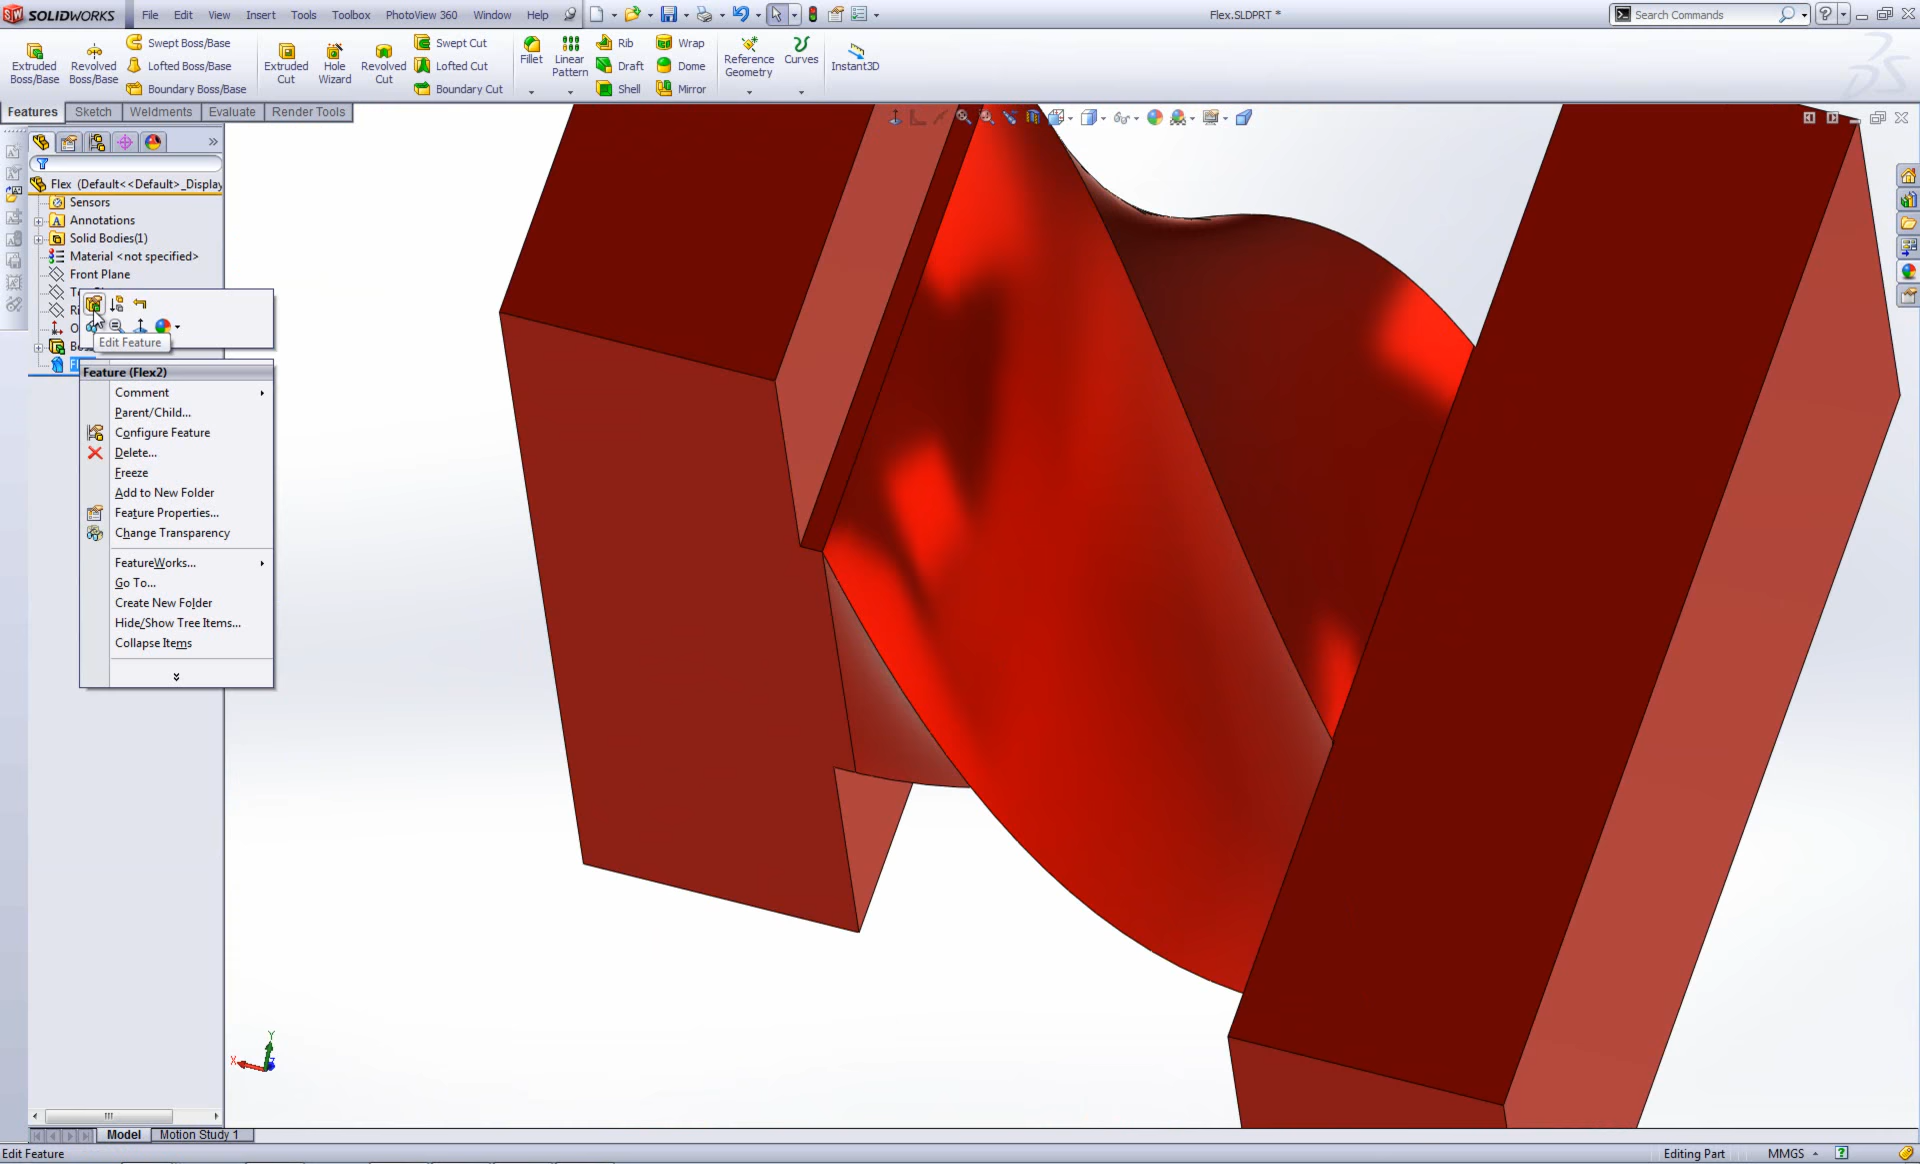 SOLIDWORKS File Edit View Insert Tools Toolbox PhotoView 360 Window Help Flex.SLDPRT * Search Commands
Extruded Boss/Base
Revolved Boss/Base
Swept Boss/Base
Lofted Boss/Base
Boundary Boss/Base
Extruded Cut
Hole Wizard
Revolved Cut
Swept Cut
Lofted Cut
Boundary Cut
Fillet
Linear Pattern
Rib
Draft
Shell
Wrap
Dome
Mirror
Reference Geometry
Curves
Instant3D
Features Sketch Weldments Evaluate Render Tools
Flex (Default<<Default>_Display
Sensors
Annotations
Solid Bodies(1)
Material <not specified>
Front Plane
Edit Feature
Feature (Flex2)
Comment
Parent/Child...
Configure Feature
Delete...
Freeze
Add to New Folder
Feature Properties...
Change Transparency
FeatureWorks...
Go To...
Create New Folder
Hide/Show Tree Items...
Collapse Items
Y
X
Z
Model Motion Study 1
Edit Feature Editing Part MMGS